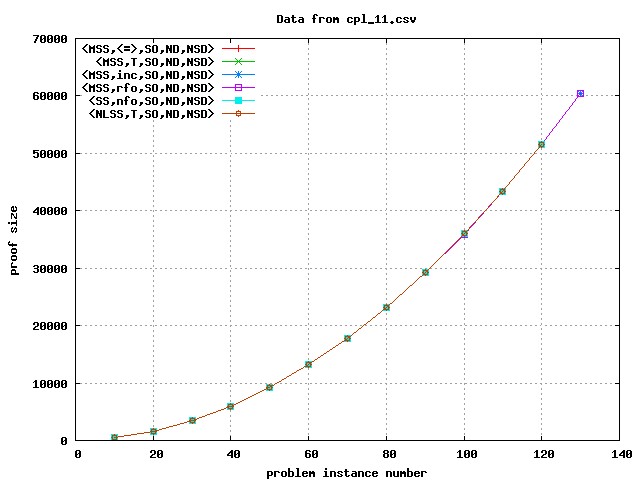 Data from cpl_11.csv
70000
60000
50000
40000
30000
20000
10000
0
proof size
<MSS,<=>,SO,ND,NSD>
<MSS,T,SO,ND,NSD>
<MSS,inc,SO,ND,NSD>
<MSS,rfo,SO,ND,NSD>
<SS,nfo,SO,ND,NSD>
<NLSS,T,SO,ND,NSD>
0 20 40 60 80 100 120 140
problem instance number